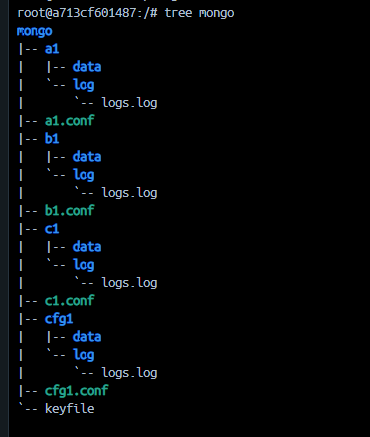 root@a713cf601487:/# tree mongo
mongo
|-- a1
|   |-- data
|   `-- log
|       `-- logs.log
|-- a1.conf
|-- b1
|   |-- data
|   `-- log
|       `-- logs.log
|-- b1.conf
|-- c1
|   |-- data
|   `-- log
|       `-- logs.log
|-- c1.conf
|-- cfg1
|   |-- data
|   `-- log
|       `-- logs.log
|-- cfg1.conf
`-- keyfile